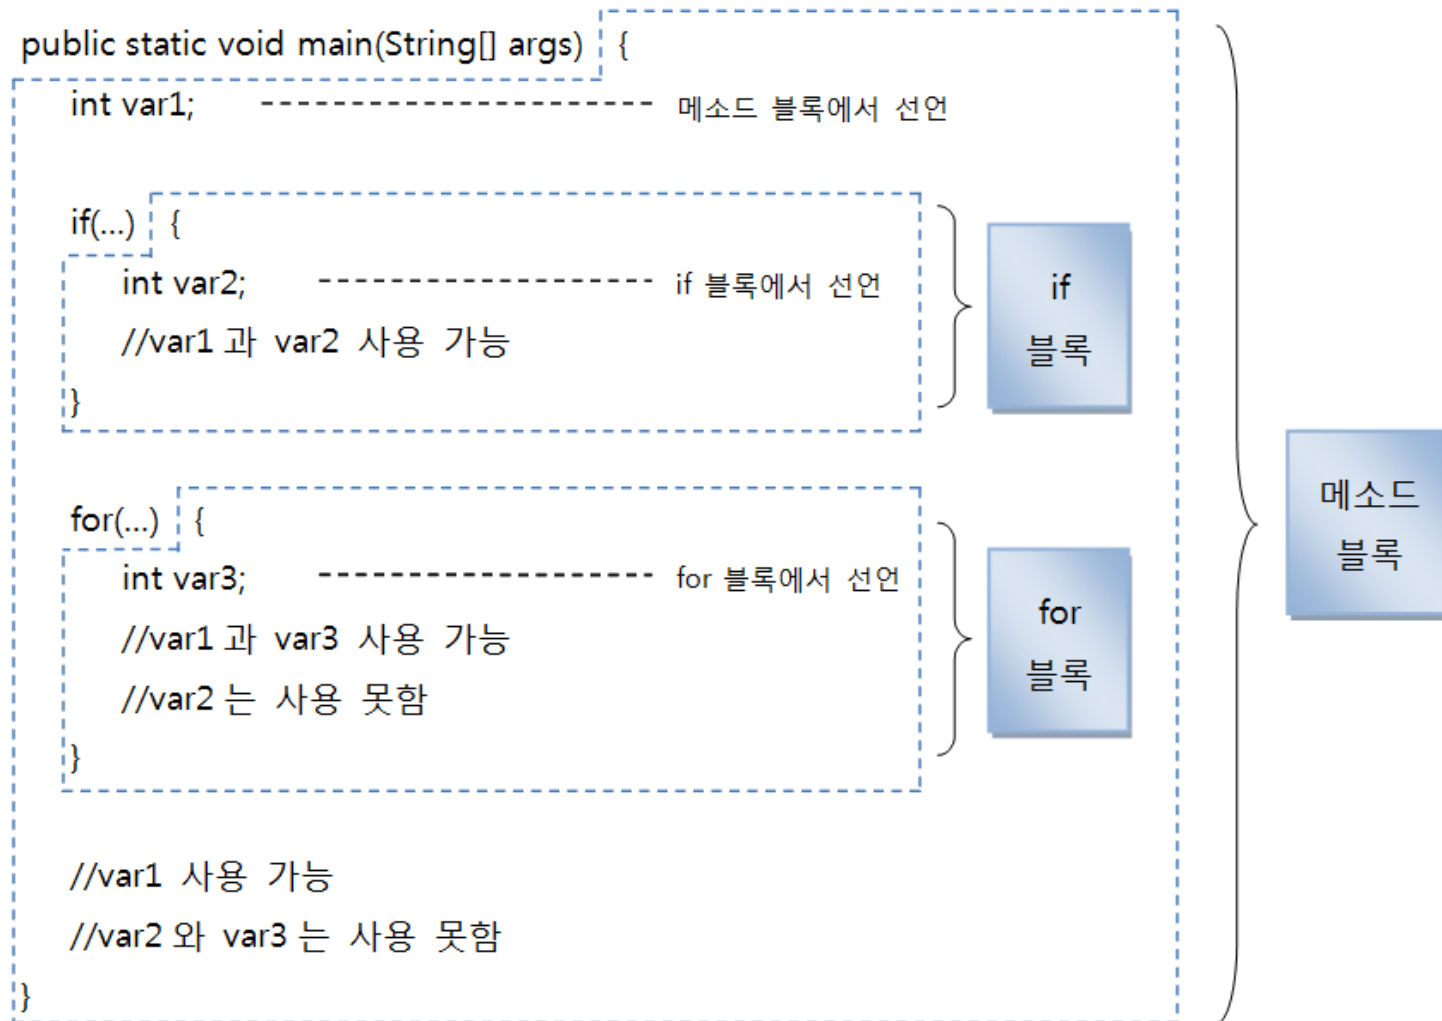 public static void main(String[] args) {
int var1; 메소드 블록에서 선언
if(...) {
int var2; if 블록에서 선언
//var1 과 var2 사용 가능
}
if
블록
for(...) {
int var3; for 블록에서 선언
//var1 과 var3 사용 가능
//var2 는 사용 못함
}
for
블록
메소드
블록
//var1 사용 가능
//var2 와 var3 는 사용 못함
}